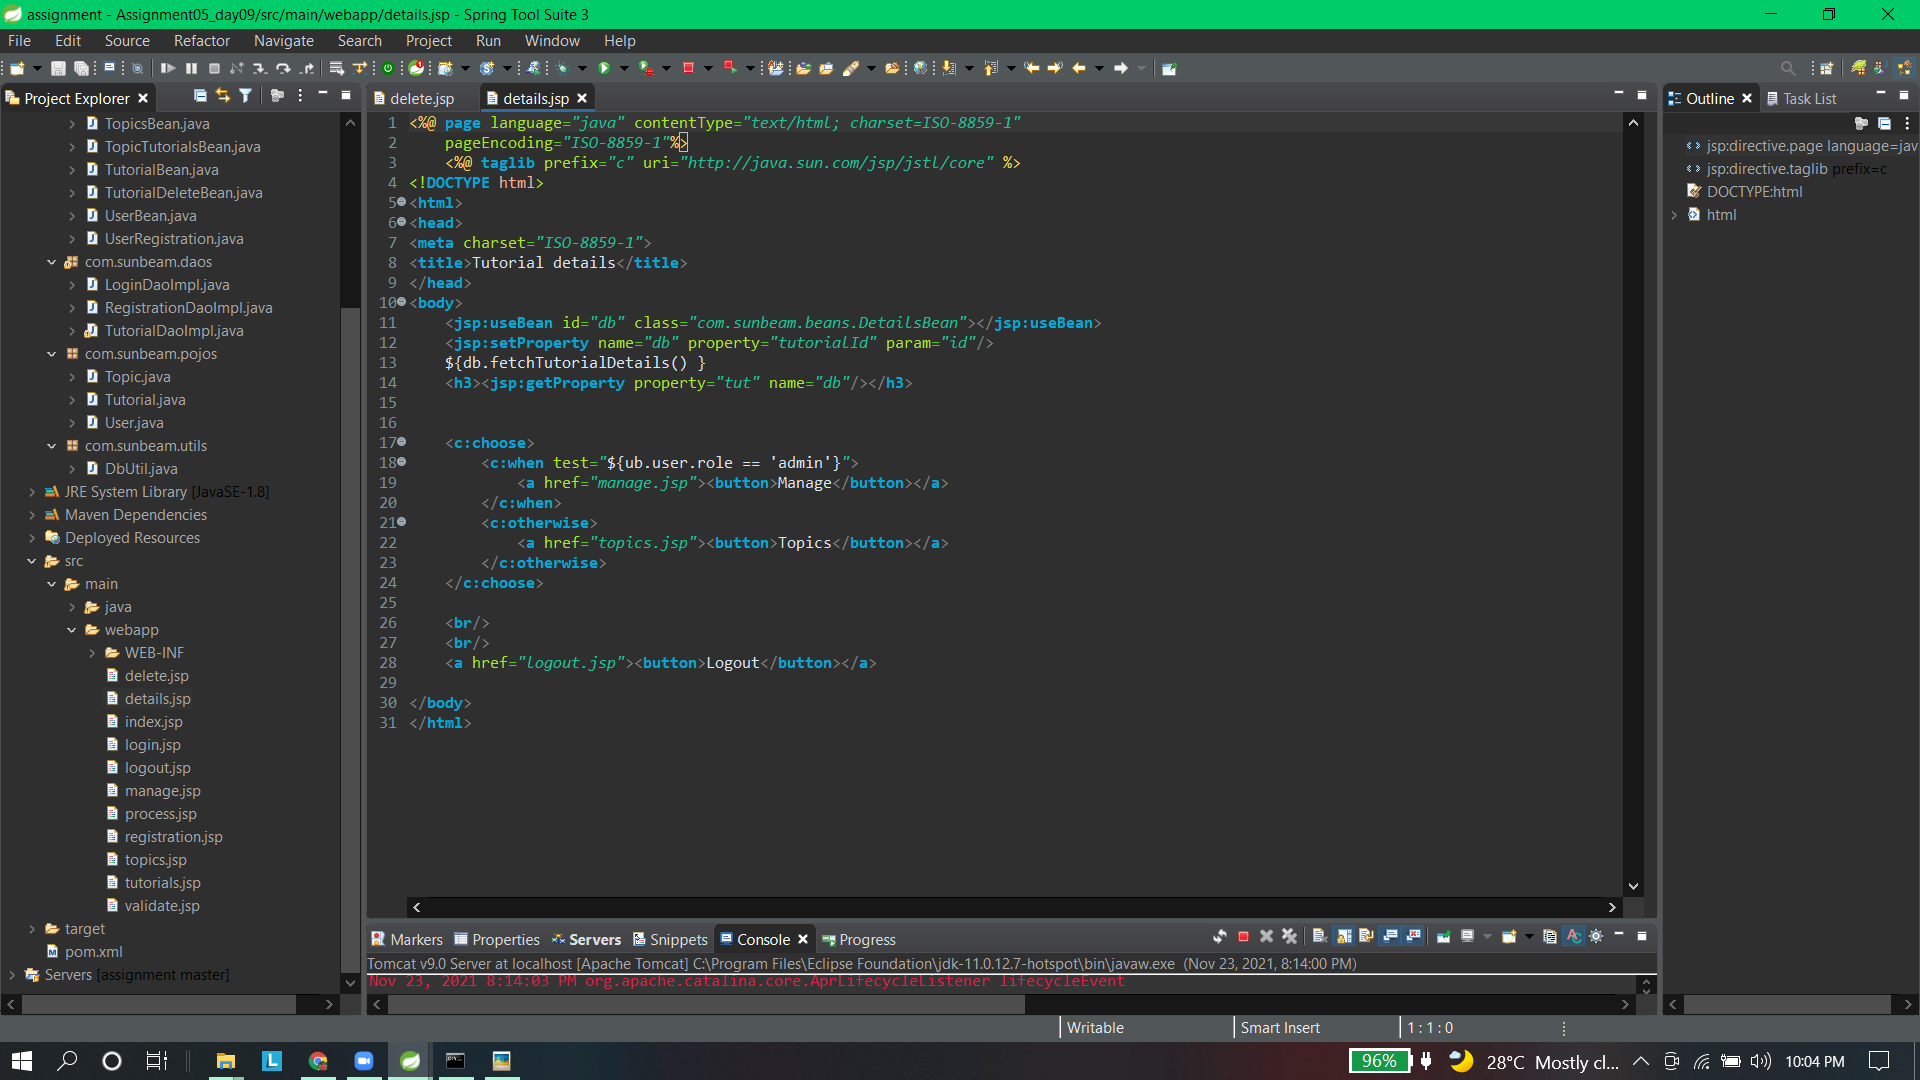 assignment - Assignment05_day09/src/main/webapp/details.jsp - Spring Tool Suite 3
File Edit Source Refactor Navigate Search Project Run Window Help
Project Explorer
TopicsBean.java
TopicTutorialsBean.java
TutorialBean.java
TutorialDeleteBean.java
UserBean.java
UserRegistration.java
com.sunbeam.daos
LoginDaoImpl.java
RegistrationDaoImpl.java
TutorialDaoImpl.java
com.sunbeam.pojos
Topic.java
Tutorial.java
User.java
com.sunbeam.utils
DbUtil.java
JRE System Library [JavaSE-1.8]
Maven Dependencies
Deployed Resources
src
main
java
webapp
WEB-INF
delete.jsp
details.jsp
index.jsp
login.jsp
logout.jsp
manage.jsp
process.jsp
registration.jsp
topics.jsp
tutorials.jsp
validate.jsp
target
pom.xml
Servers [assignment master]
delete.jsp details.jsp
1 <%@ page language="java" contentType="text/html; charset=ISO-8859-1"
2 pageEncoding="ISO-8859-1"%>
3 <%@ taglib prefix="c" uri="http://java.sun.com/jsp/jstl/core" %>
4 <!DOCTYPE html>
5 <html>
6 <head>
7 <meta charset="ISO-8859-1">
8 <title>Tutorial details</title>
9 </head>
10 <body>
11 <jsp:useBean id="db" class="com.sunbeam.beans.DetailsBean"></jsp:useBean>
12 <jsp:setProperty name="db" property="tutorialId" param="id"/>
13 ${db.fetchTutorialDetails() }
14 <h3><jsp:getProperty property="tut" name="db"/></h3>
15
16
17 <c:choose>
18 <c:when test="${ub.user.role == 'admin'}">
19 <a href="manage.jsp"><button>Manage</button></a>
20 </c:when>
21 <c:otherwise>
22 <a href="topics.jsp"><button>Topics</button></a>
23 </c:otherwise>
24 </c:choose>
25
26 <br/>
27 <br/>
28 <a href="logout.jsp"><button>Logout</button></a>
29
30 </body>
31 </html>
Outline Task List
jsp:directive.page language=jav
jsp:directive.taglib prefix=c
DOCTYPE:html
html
Markers Properties Servers Snippets Console Progress
Tomcat v9.0 Server at localhost [Apache Tomcat] C:\Program Files\Eclipse Foundation\jdk-11.0.12.7-hotspot\bin\javaw.exe (Nov 23, 2021, 8:14:00 PM)
Nov 23, 2021 8:14:03 PM org.apache.catalina.core.AprLifecycleListener lifecycleEvent
Writable Smart Insert 1 : 1 : 0
L 96% 28°C Mostly cl... 10:04 PM